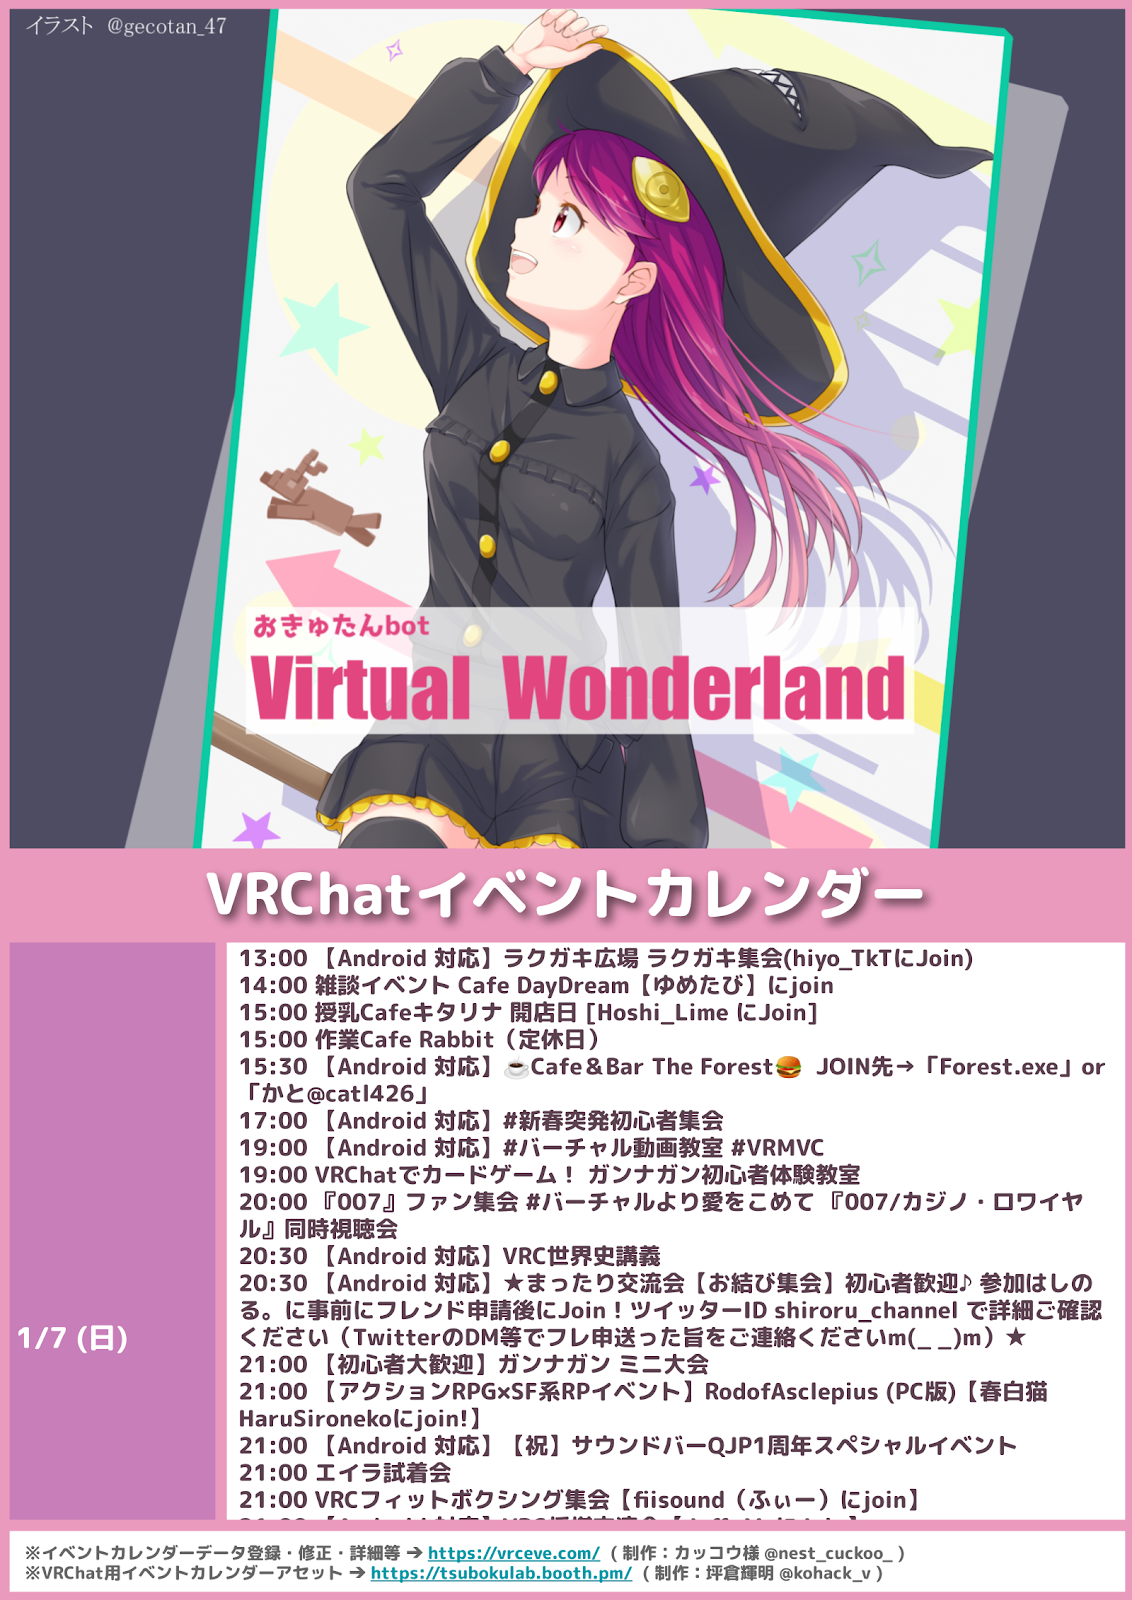 イラスト @gecotan_47
おきゅたんbot
Virtual Wonderland
VRChatイベントカレンダー
1/7 (日)
13:00 【Android 対応】ラクガキ広場 ラクガキ集会(hiyo_TkTにJoin)
14:00 雑談イベント Cafe DayDream【ゆめたび】にjoin
15:00 授乳Cafeキタリナ 開店日 [Hoshi_Lime にJoin]
15:00 作業Cafe Rabbit（定休日）
15:30 【Android 対応】☕Cafe＆Bar The Forest🍔 JOIN先→「Forest.exe」or
「かと@catl426」
17:00 【Android 対応】#新春突発初心者集会
19:00 【Android 対応】#バーチャル動画教室 #VRMVC
19:00 VRChatでカードゲーム！ ガンナガン初心者体験教室
20:00 『007』ファン集会 #バーチャルより愛をこめて 『007/カジノ・ロワイヤ
ル』同時視聴会
20:30 【Android 対応】VRC世界史講義
20:30 【Android 対応】★まったり交流会【お結び集会】初心者歓迎♪ 参加はしの
る。に事前にフレンド申請後にJoin！ツイッターID shiroru_channel で詳細ご確認
ください（TwitterのDM等でフレ申送った旨をご連絡くださいm(_ _)m）★
21:00 【初心者大歓迎】ガンナガン ミニ大会
21:00 【アクションRPG×SF系RPイベント】RodofAsclepius (PC版)【春白猫
HaruSironekoにjoin!】
21:00 【Android 対応】【祝】サウンドバーQJP1周年スペシャルイベント
21:00 エイラ試着会
21:00 VRCフィットボクシング集会【fiisound（ふぃー）にjoin】
※イベントカレンダーデータ登録・修正・詳細等 ➔ https://vrceve.com/ （制作：カッコウ様 @nest_cuckoo_）
※VRChat用イベントカレンダーアセット ➔ https://tsubokulab.booth.pm/ （制作：坪倉輝明 @kohack_v）